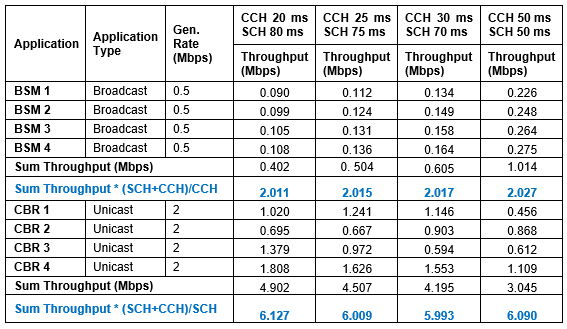 Application Application Type Gen. Rate (Mbps) CCH 20 ms SCH 80 ms CCH 25 ms SCH 75 ms CCH 30 ms SCH 70 ms CCH 50 ms SCH 50 ms
Throughput (Mbps) Throughput (Mbps) Throughput (Mbps) Throughput (Mbps)
BSM 1 Broadcast 0.5 0.090 0.112 0.134 0.226
BSM 2 Broadcast 0.5 0.099 0.124 0.149 0.248
BSM 3 Broadcast 0.5 0.105 0.131 0.158 0.264
BSM 4 Broadcast 0.5 0.108 0.136 0.164 0.275
Sum Throughput (Mbps) 0.402 0. 504 0.605 1.014
Sum Throughput * (SCH+CCH)/CCH 2.011 2.015 2.017 2.027
CBR 1 Unicast 2 1.020 1.241 1.146 0.456
CBR 2 Unicast 2 0.695 0.667 0.903 0.868
CBR 3 Unicast 2 1.379 0.972 0.594 0.612
CBR 4 Unicast 2 1.808 1.626 1.553 1.109
Sum Throughput (Mbps) 4.902 4.507 4.195 3.045
Sum Throughput * (SCH+CCH)/SCH 6.127 6.009 5.993 6.090